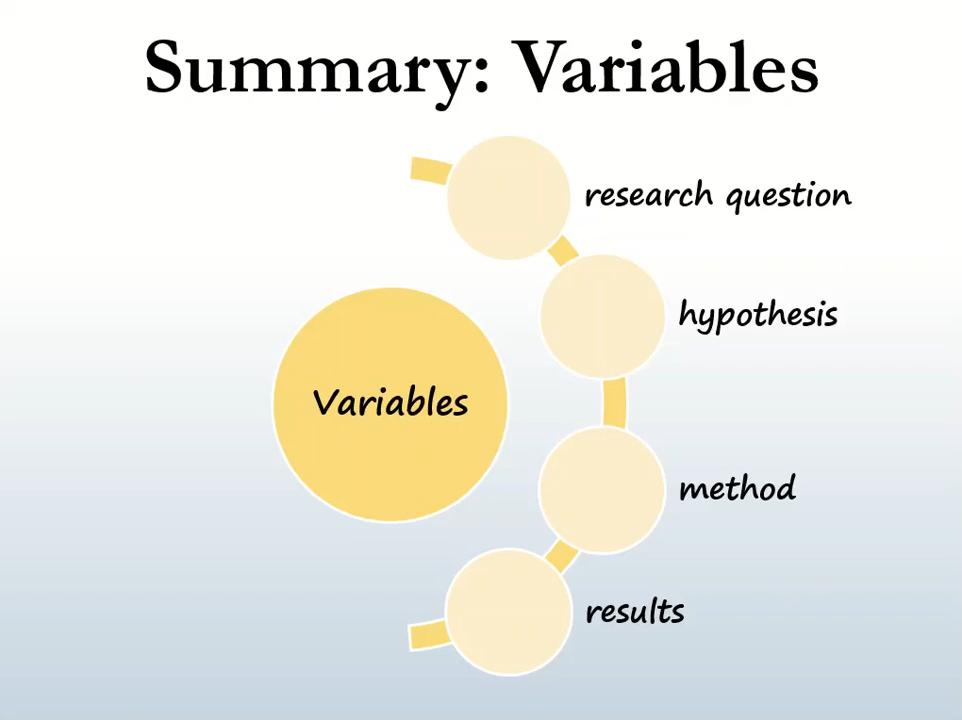 Summary: Variables
research question
hypothesis
Variables
method
results